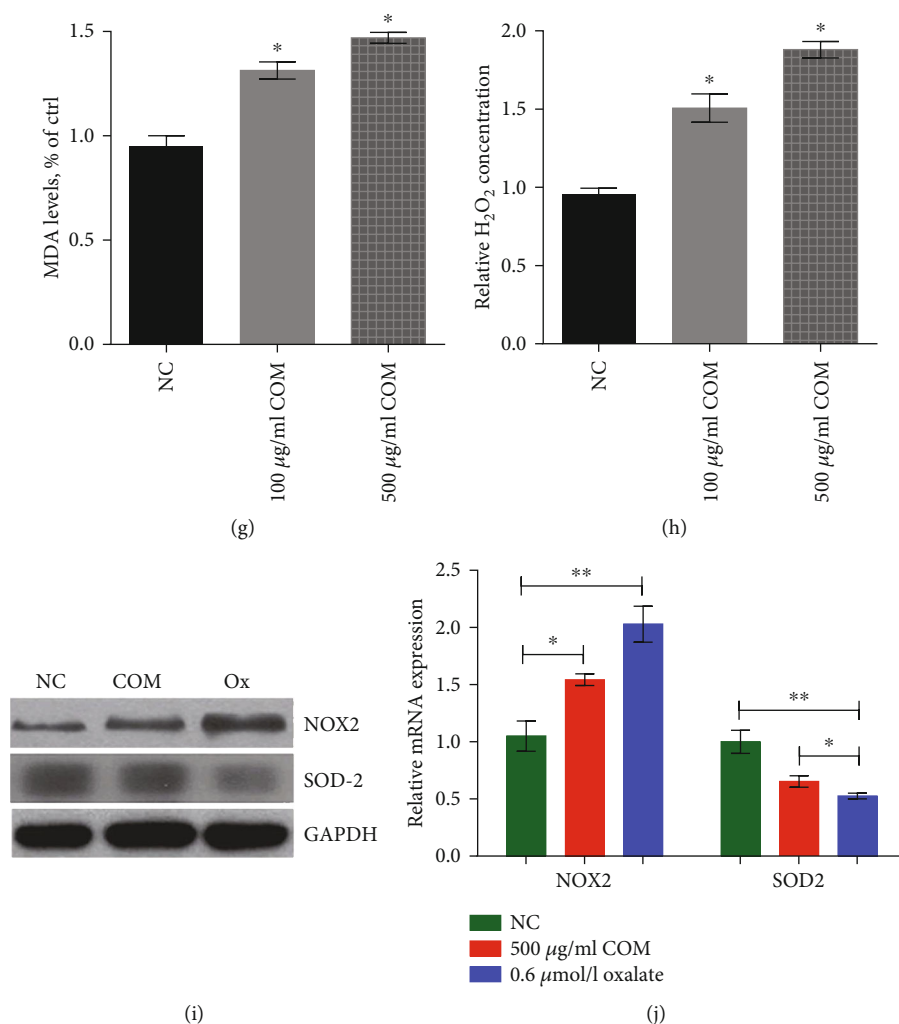 MDA levels, % of ctrl
1.5
1.0
0.5
0.0
*
*
NC
100 μg/ml COM
500 μg/ml COM
(g)
Relative H₂O₂ concentration
2.0
1.5
1.0
0.5
0.0
*
*
NC
100 μg/ml COM
500 μg/ml COM
(h)
NC COM Ox
NOX2
SOD-2
GAPDH
(i)
Relative mRNA expression
2.5
2.0
1.5
1.0
0.5
0.0
**
*
**
*
NOX2 SOD2
NC
500 μg/ml COM
0.6 μmol/l oxalate
(j)